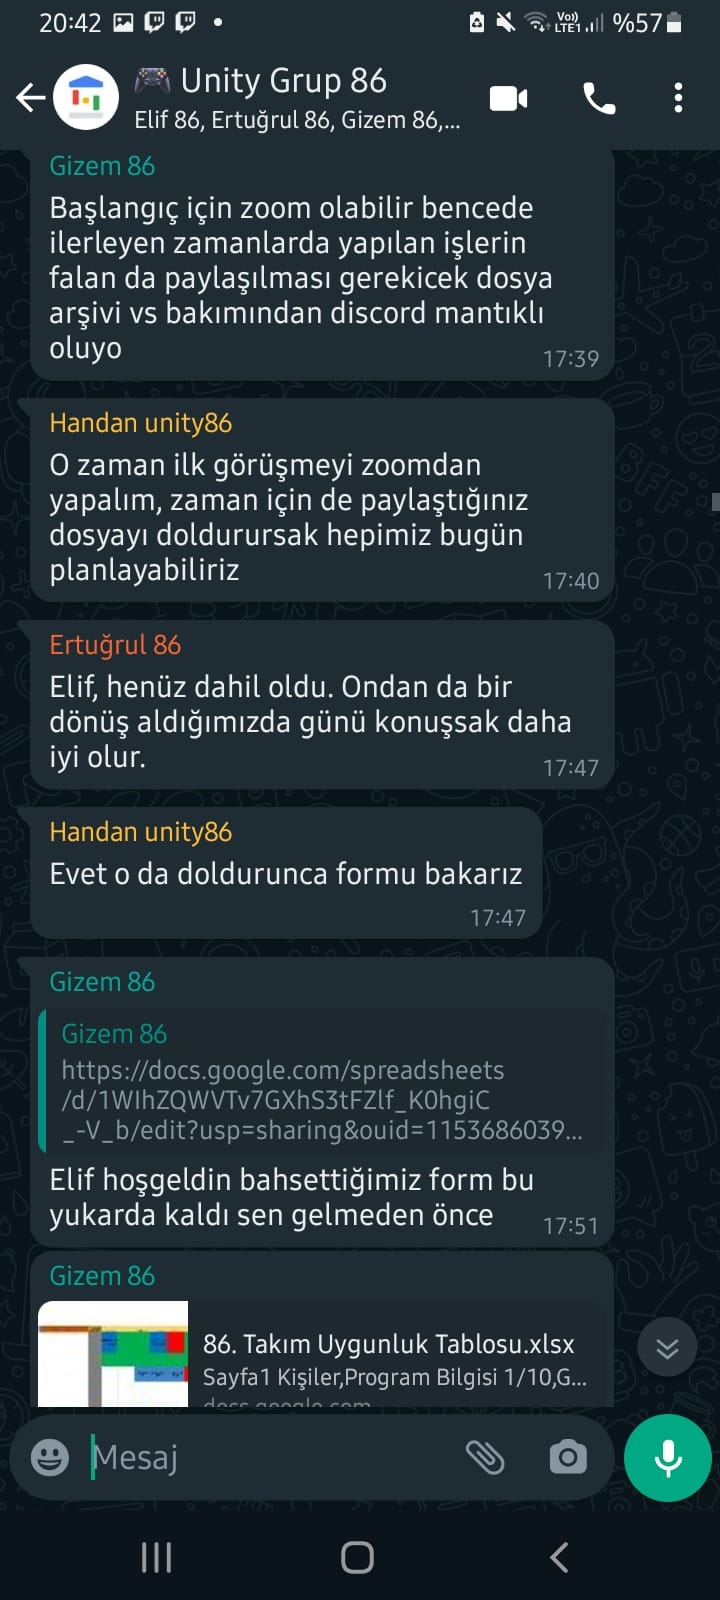 20:42
Vo))
LTE1
%57
🎮 Unity Grup 86
Elif 86, Ertuğrul 86, Gizem 86,...
Gizem 86
Başlangıç için zoom olabilir bencede
ilerleyen zamanlarda yapılan işlerin
falan da paylaşılması gerekicek dosya
arşivi vs bakımından discord mantıklı
oluyo
17:39
Handan unity86
O zaman ilk görüşmeyi zoomdan
yapalım, zaman için de paylaştığınız
dosyayı doldurursak hepimiz bugün
planlayabiliriz
17:40
Ertuğrul 86
Elif, henüz dahil oldu. Ondan da bir
dönüş aldığımızda günü konuşsak daha
iyi olur.
17:47
Handan unity86
Evet o da doldurunca formu bakarız
17:47
Gizem 86
Gizem 86
https://docs.google.com/spreadsheets
/d/1WIhZQWVTv7GXhS3tFZlf_K0hgiC
_-V_b/edit?usp=sharing&ouid=1153686039...
Elif hoşgeldin bahsettiğimiz form bu
yukarda kaldı sen gelmeden önce
17:51
Gizem 86
86. Takım Uygunluk Tablosu.xlsx
Sayfa1 Kişiler,Program Bilgisi 1/10,G...
docs.google.com
Mesaj